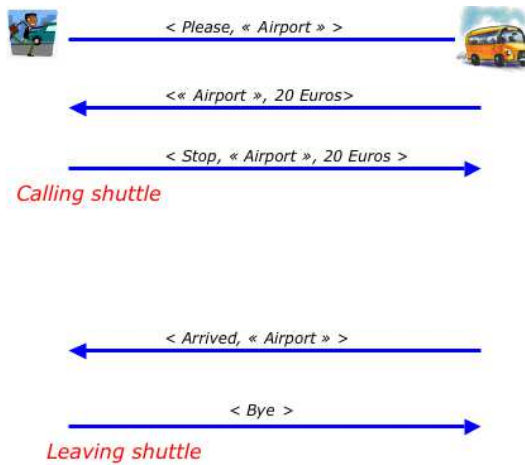 < Please, « Airport » >
<« Airport », 20 Euros>
< Stop, « Airport », 20 Euros >
Calling shuttle
< Arrived, « Airport » >
< Bye >
Leaving shuttle